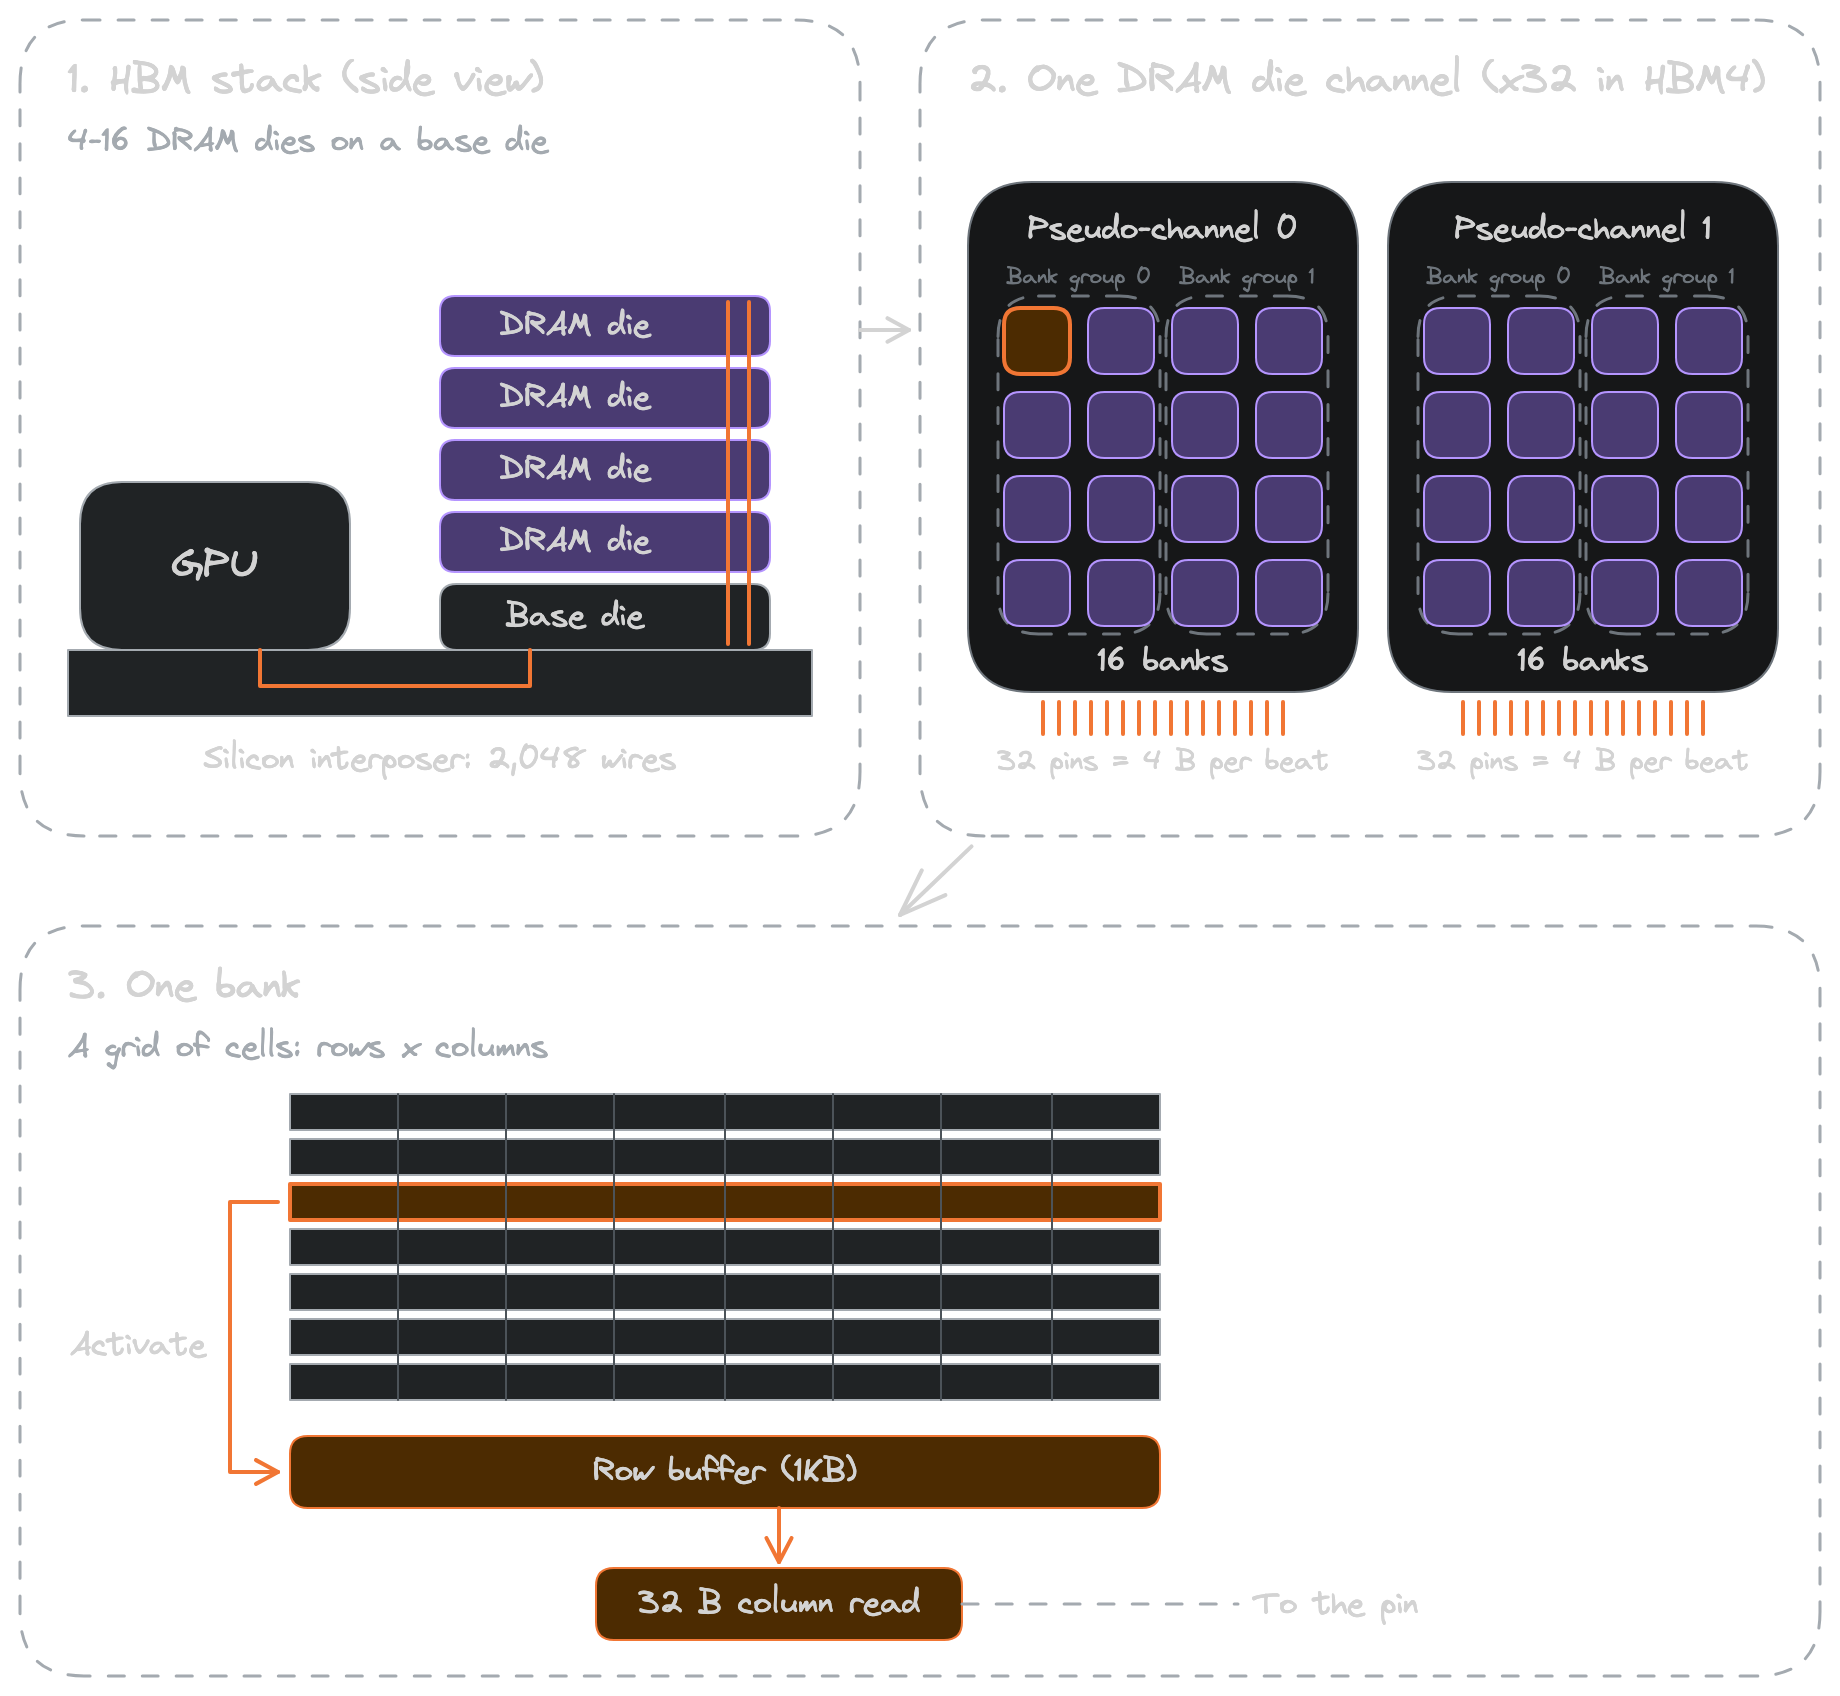 1. HBM stack (side view)
4-16 DRAM dies on a base die
DRAM die
DRAM die
DRAM die
DRAM die
GPU
Base die
Silicon interposer: 2,048 wires
2. One DRAM die channel (x32 in HBM4)
Pseudo-channel 0
Bank group 0
Bank group 1
16 banks
32 pins = 4 B per beat
Pseudo-channel 1
Bank group 0
Bank group 1
16 banks
32 pins = 4 B per beat
3. One bank
A grid of cells: rows x columns
Activate
Row buffer (1KB)
32 B column read
To the pin